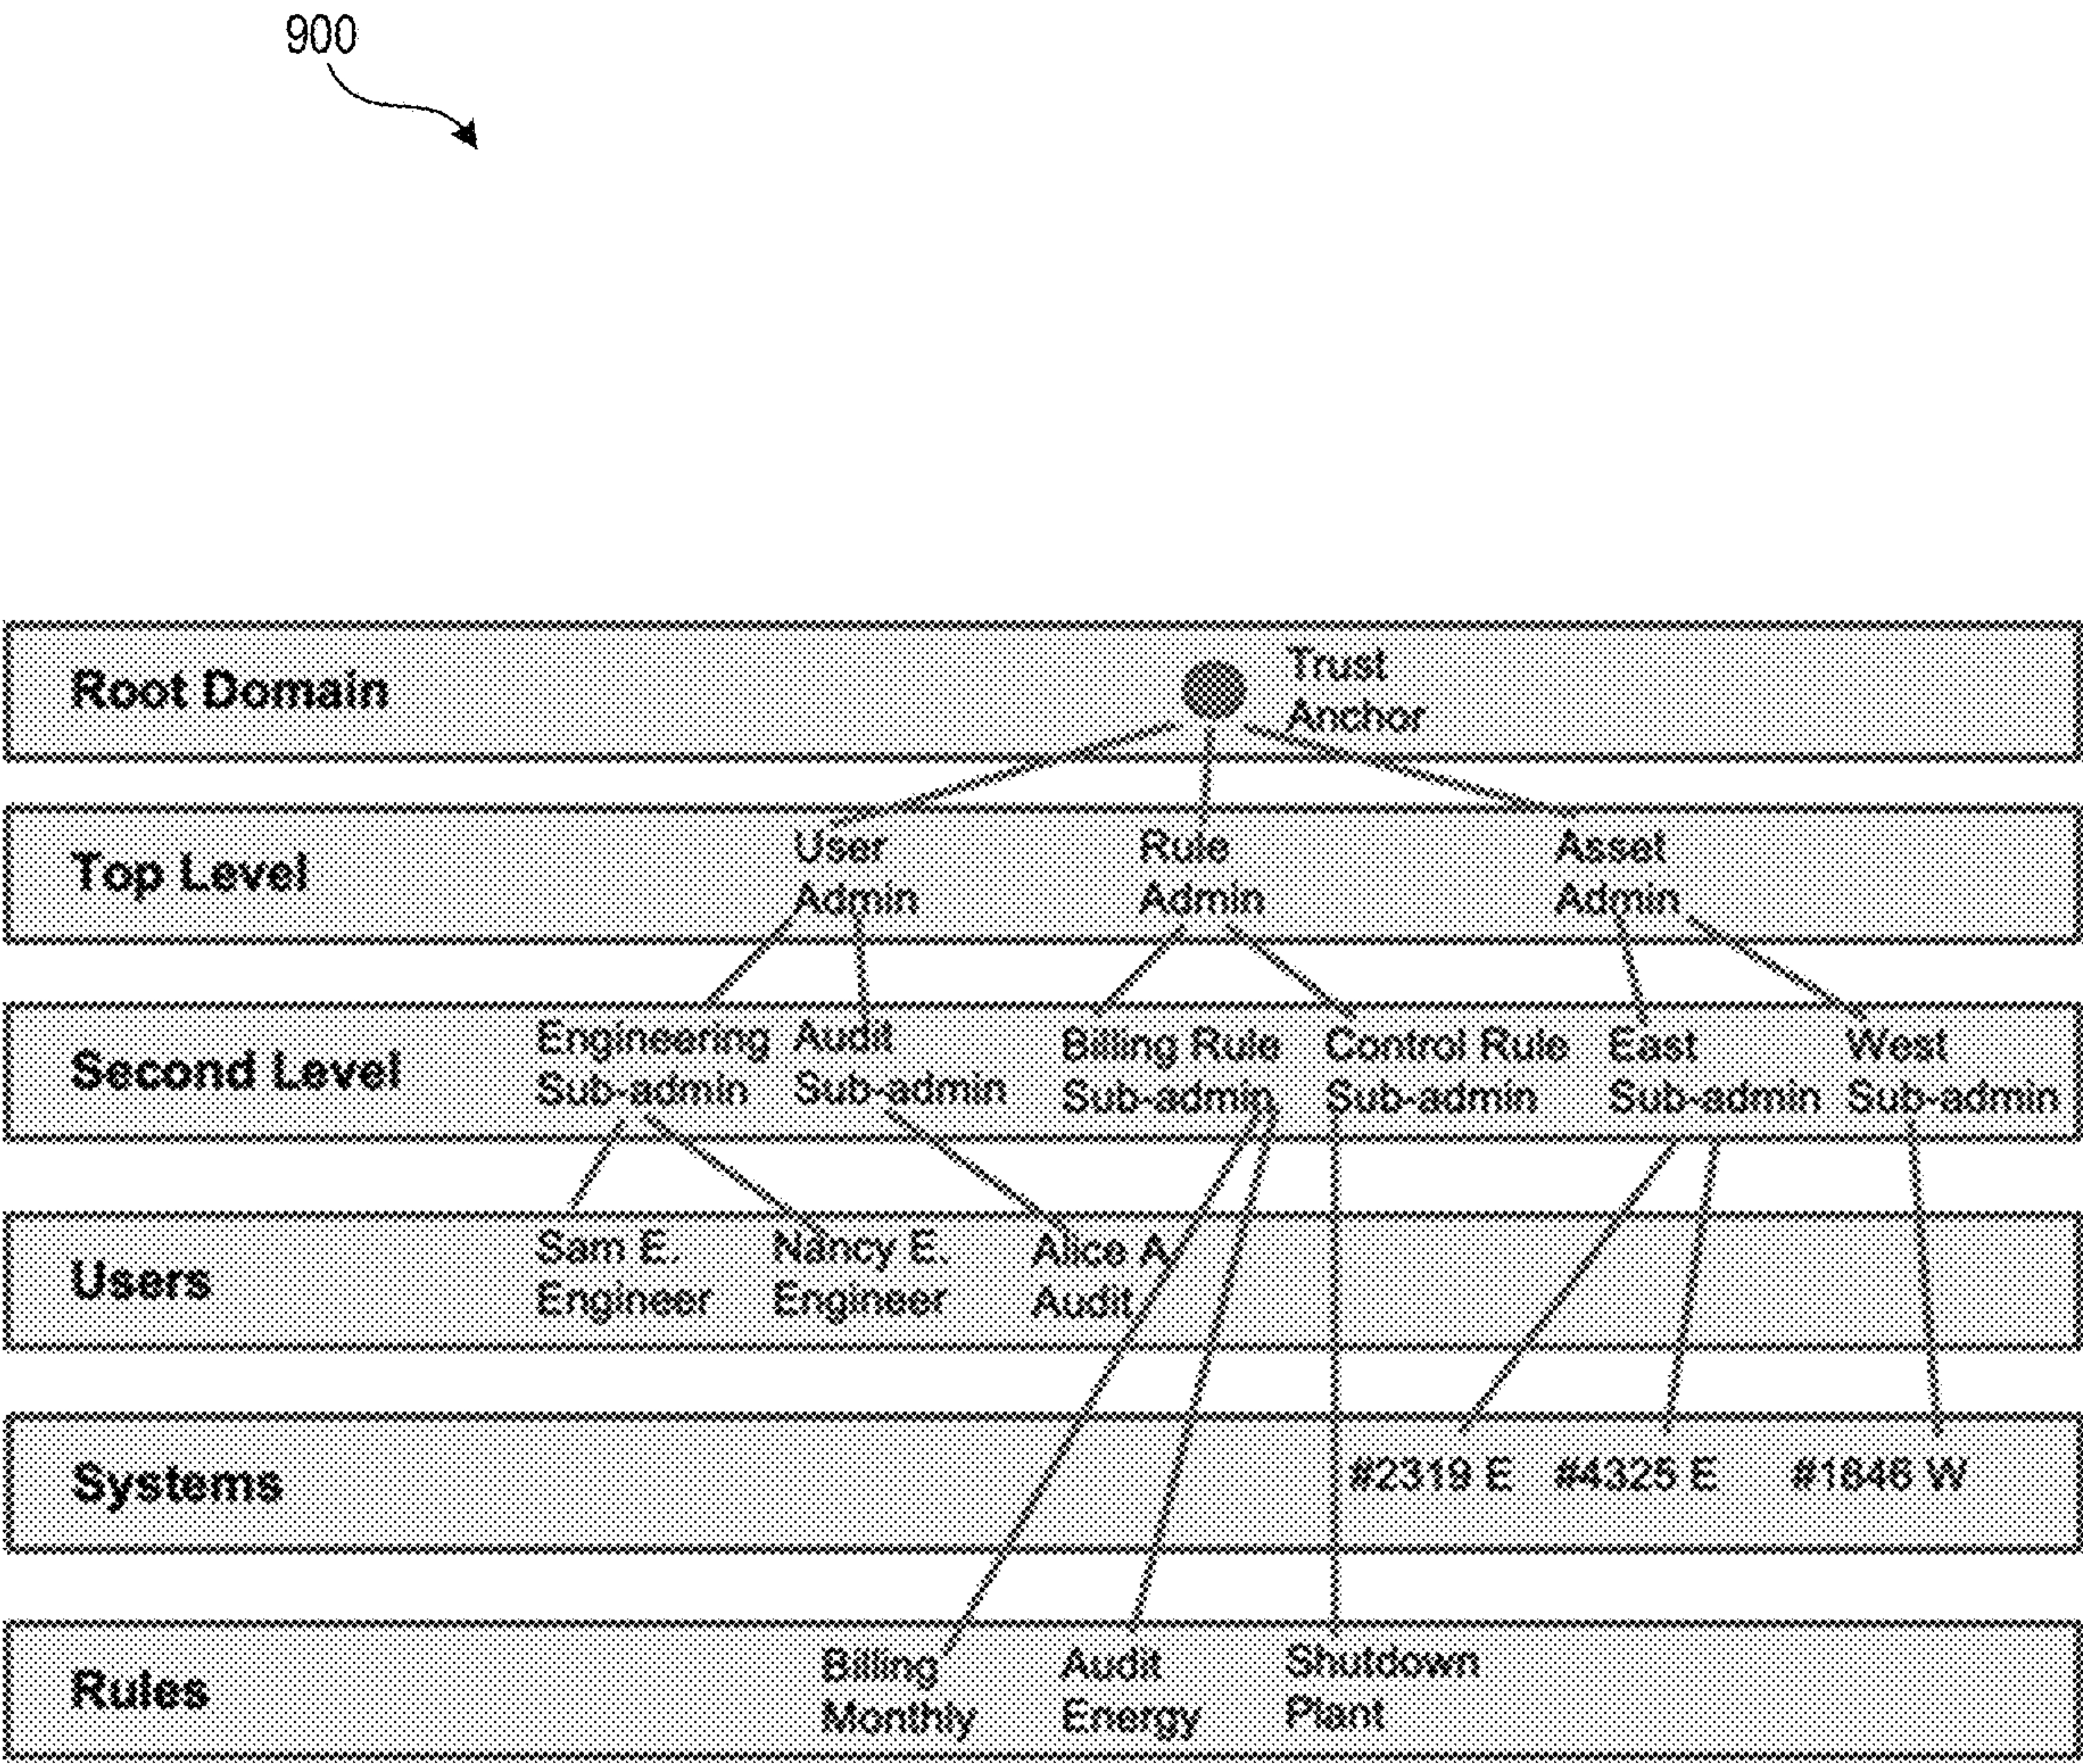 900
Root Domain
Trust
Anchor
Top Level
User
Admin
Rule
Admin
Asset
Admin
Second Level
Engineering
Sub-admin
Audit
Sub-admin
Billing Rule
Sub-admin
Control Rule
Sub-admin
East
Sub-admin
West
Sub-admin
Users
Sam E.
Engineer
Nancy E.
Engineer
Alice A.
Audit
Systems
#2319 E
#4325 E
#1846 W
Rules
Billing
Monthly
Audit
Energy
Shutdown
Plant